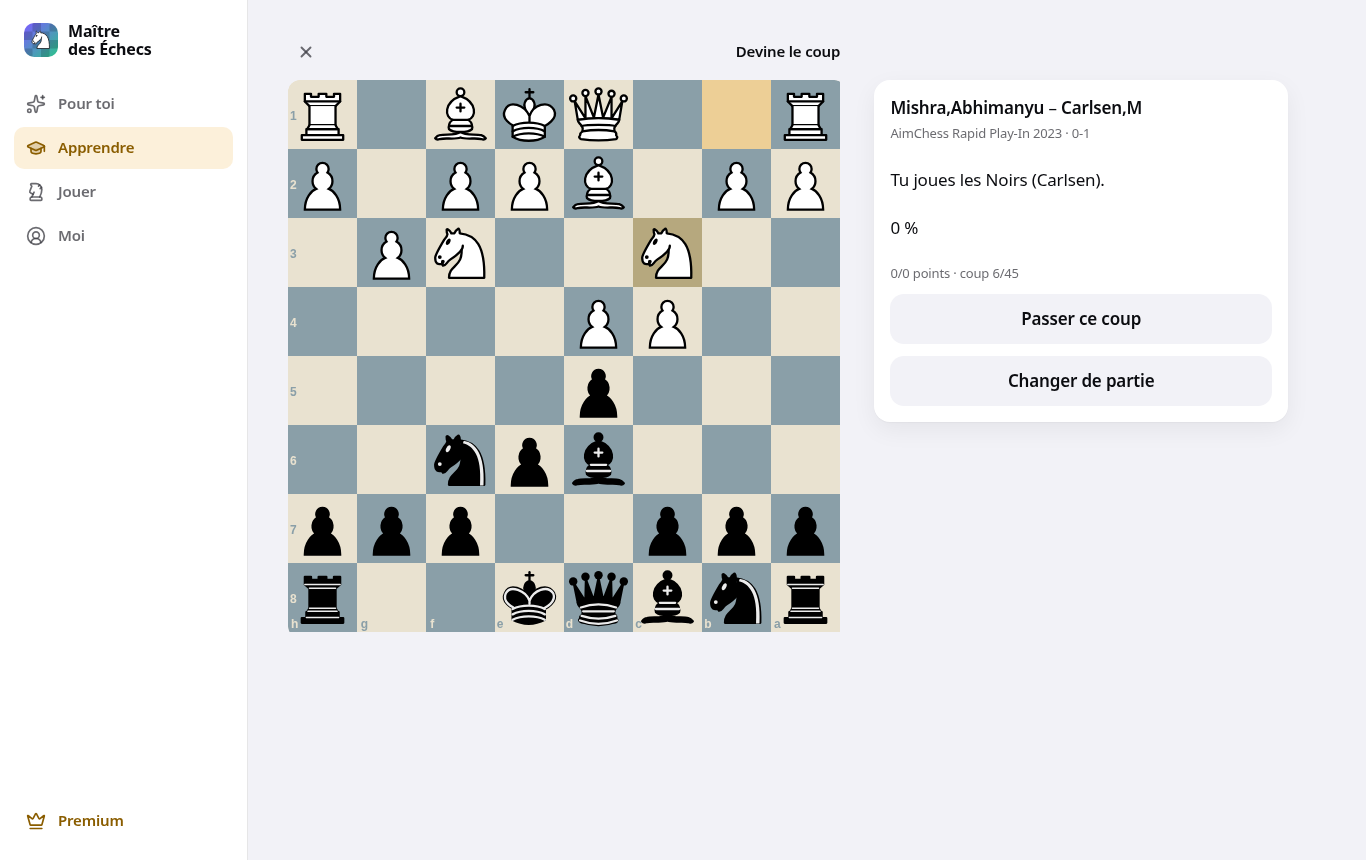 Maître
des Échecs
Pour toi
Apprendre
Jouer
Moi
Premium
Devine le coup
1
2
3
4
5
6
7
8
h g f e d c b a
Mishra,Abhimanyu – Carlsen,M
AimChess Rapid Play-In 2023 · 0-1
Tu joues les Noirs (Carlsen).
0 %
0/0 points · coup 6/45
Passer ce coup
Changer de partie